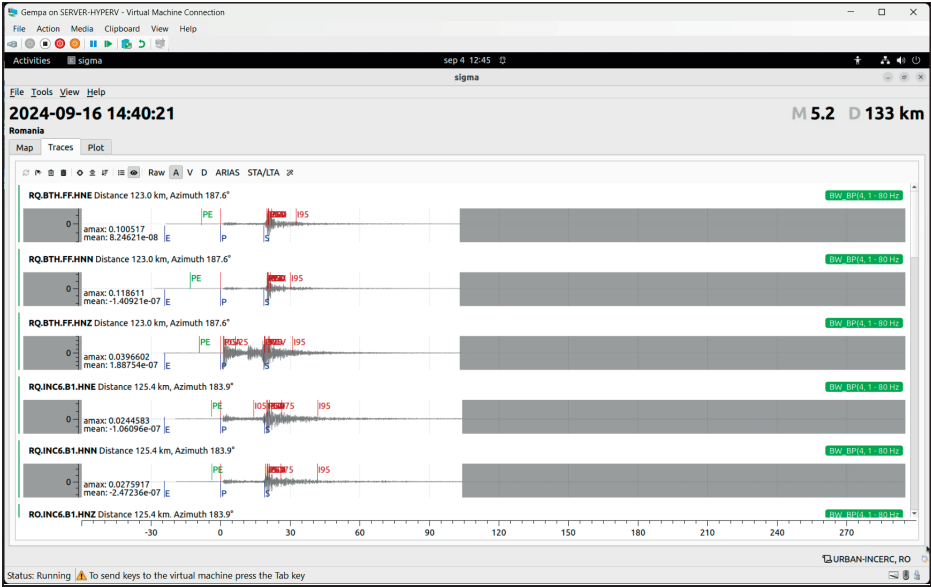 Gempa on SERVER-HYPERV - Virtual Machine Connection
File Action Media Clipboard View Help
Activities sigma sep 4 12:45
sigma
File Tools View Help
2024-09-16 14:40:21 M 5.2 D 133 km
Romania
Map Traces Plot
Raw A V D ARIAS STA/LTA
RQ.BTH.FF.HNE Distance 123.0 km, Azimuth 187.6° BW_BP(4, 1 - 80 Hz
PE I95
0
amax: 0.100517
mean: 8.24621e-08 E P S
RQ.BTH.FF.HNN Distance 123.0 km, Azimuth 187.6° BW_BP(4, 1 - 80 Hz
PE I95
0
amax: 0.118611
mean: -1.40921e-07 E P S
RQ.BTH.FF.HNZ Distance 123.0 km, Azimuth 187.6° BW_BP(4, 1 - 80 Hz
PE I95
0
amax: 0.0396602
mean: 1.88754e-07 E P S
RQ.INC6.B1.HNE Distance 125.4 km, Azimuth 183.9° BW_BP(4, 1 - 80 Hz
PE I05 I95
0
amax: 0.0244583
mean: -1.06096e-07 E P S
RQ.INC6.B1.HNN Distance 125.4 km, Azimuth 183.9° BW_BP(4, 1 - 80 Hz
PE I95
0
amax: 0.0275917
mean: -2.47236e-07 E P S
RQ.INC6.B1.HNZ Distance 125.4 km, Azimuth 183.9° BW_BP(4, 1 - 80 Hz
-30 0 30 60 90 120 150 180 210 240 270
URBAN-INCERC, RO
Status: Running To send keys to the virtual machine press the Tab key